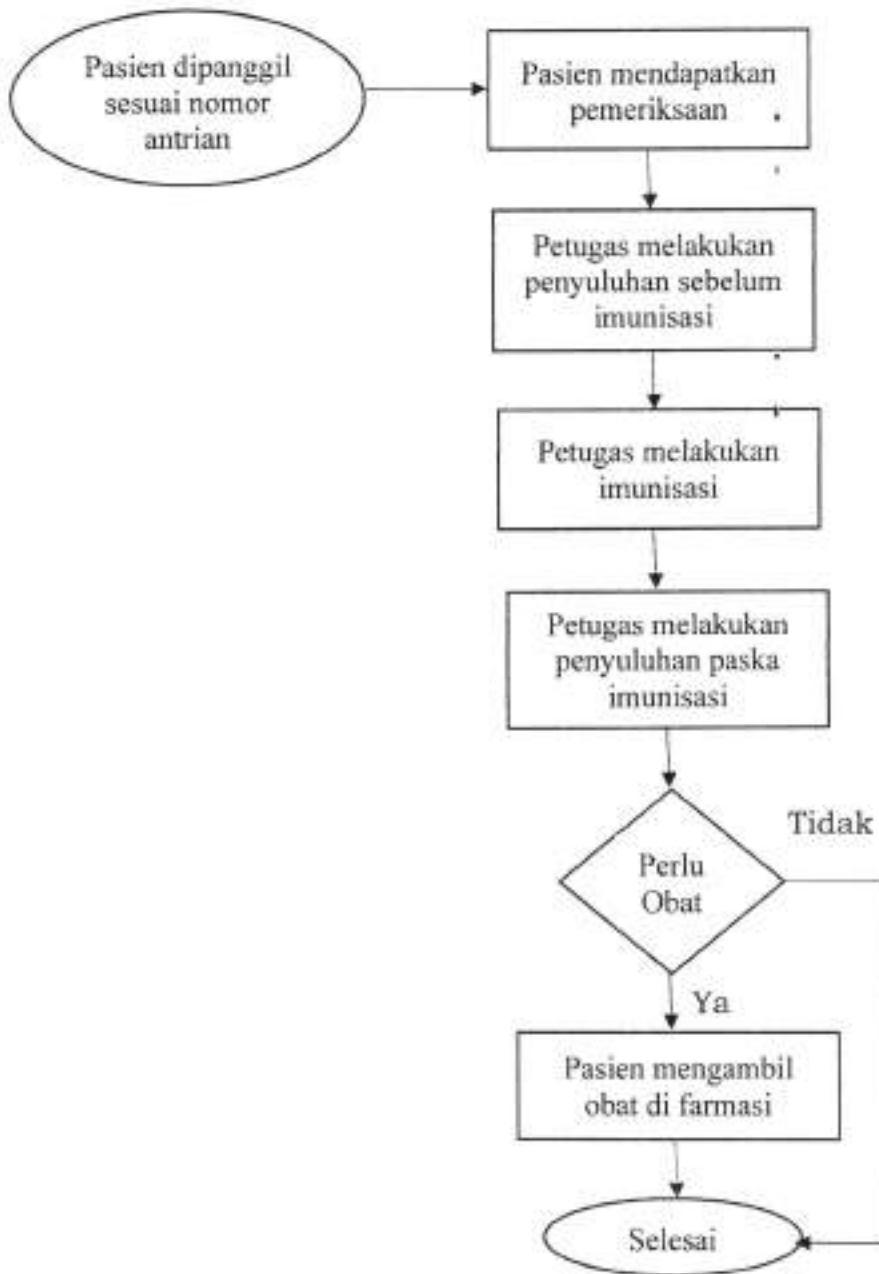 Pasien dipanggil
sesuai nomor
antrian
Pasien mendapatkan
pemeriksaan
Petugas melakukan
penyuluhan sebelum
imunisasi
Petugas melakukan
imunisasi
Petugas melakukan
penyuluhan paska
imunisasi
Perlu
Obat
Tidak
Ya
Pasien mengambil
obat di farmasi
Selesai